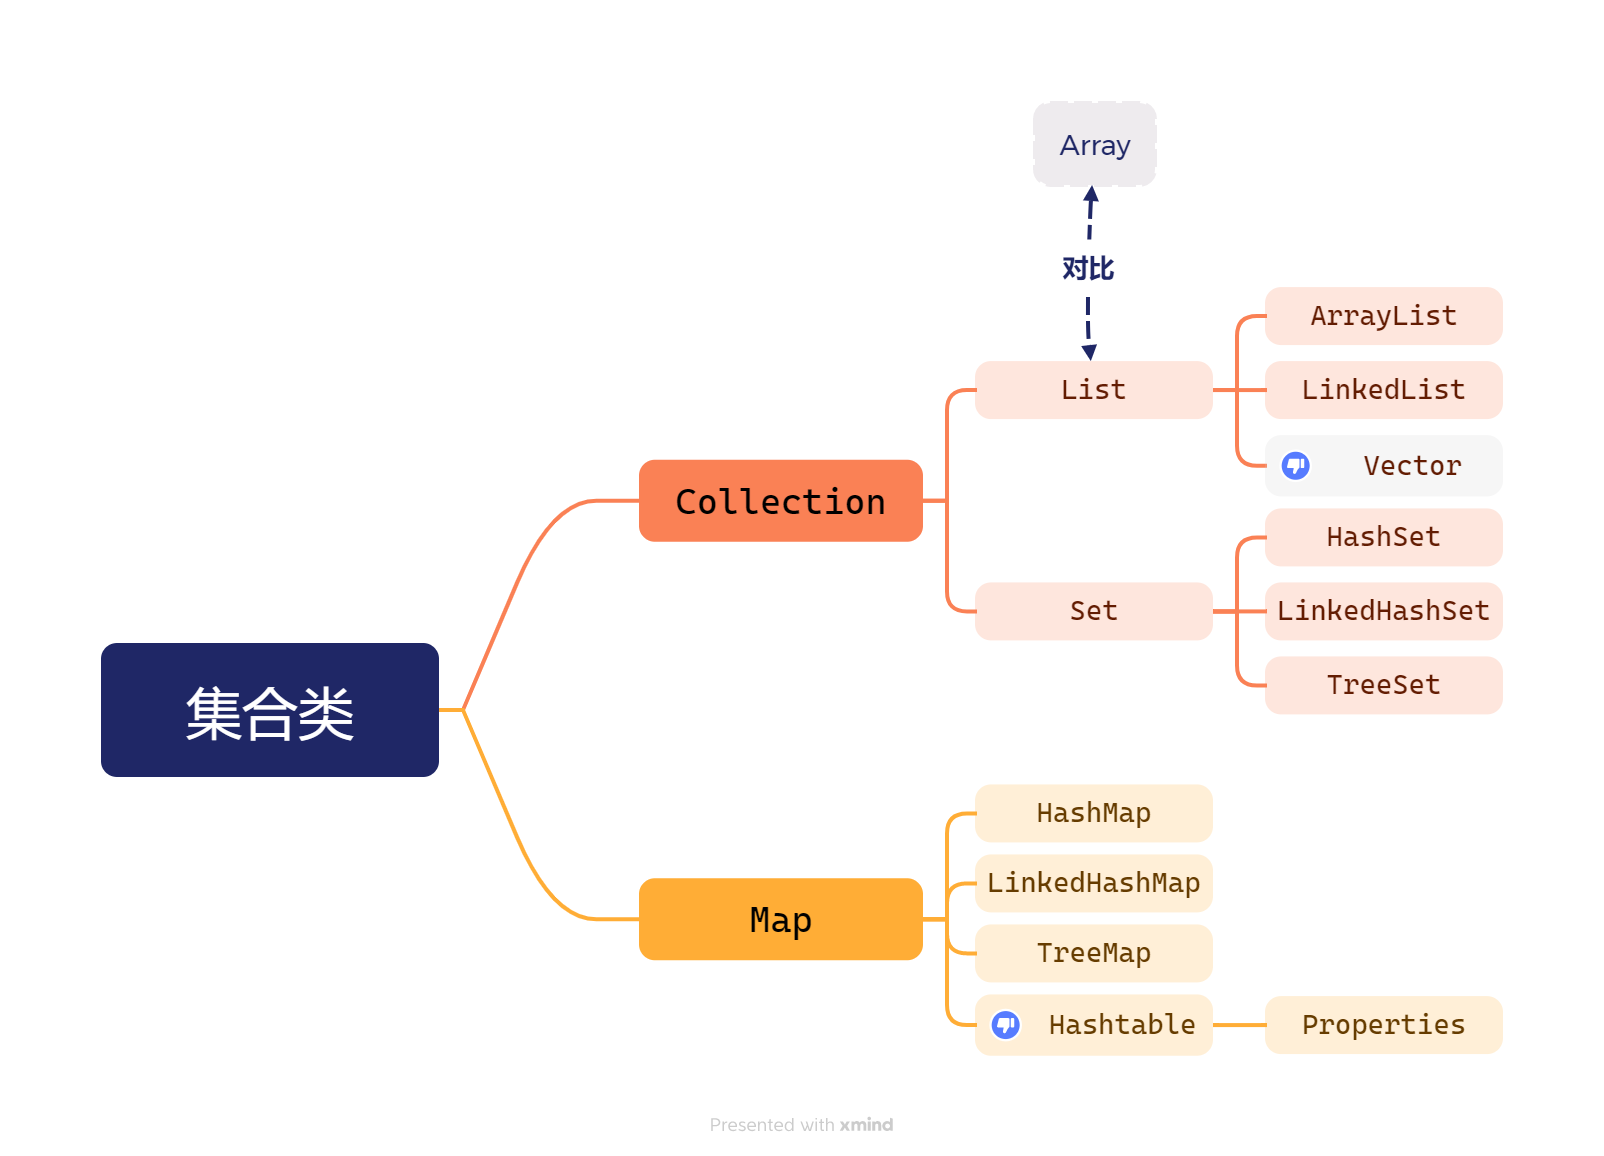 Array
对比
ArrayList
List
LinkedList
Vector
Collection
HashSet
Set
LinkedHashSet
TreeSet
集合类
HashMap
LinkedHashMap
Map
TreeMap
Hashtable
Properties
Presented with xmind